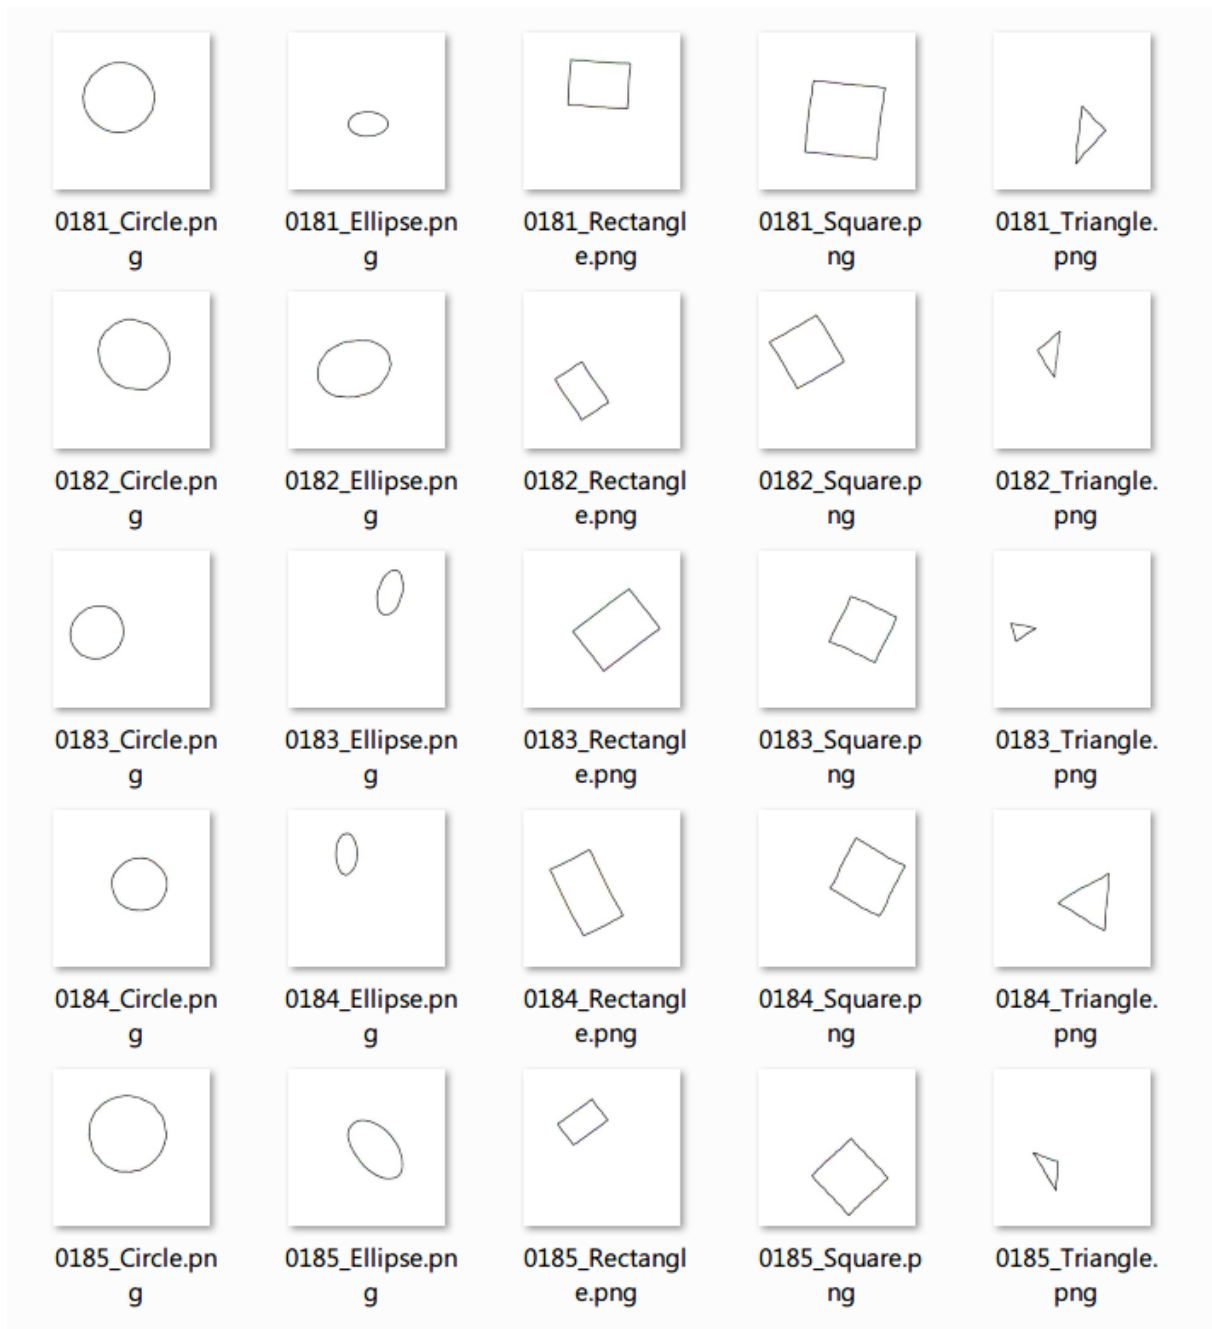 0181_Circle.pn
g
0181_Ellipse.pn
g
0181_Rectangl
e.png
0181_Square.p
ng
0181_Triangle.
png
0182_Circle.pn
g
0182_Ellipse.pn
g
0182_Rectangl
e.png
0182_Square.p
ng
0182_Triangle.
png
0183_Circle.pn
g
0183_Ellipse.pn
g
0183_Rectangl
e.png
0183_Square.p
ng
0183_Triangle.
png
0184_Circle.pn
g
0184_Ellipse.pn
g
0184_Rectangl
e.png
0184_Square.p
ng
0184_Triangle.
png
0185_Circle.pn
g
0185_Ellipse.pn
g
0185_Rectangl
e.png
0185_Square.p
ng
0185_Triangle.
png